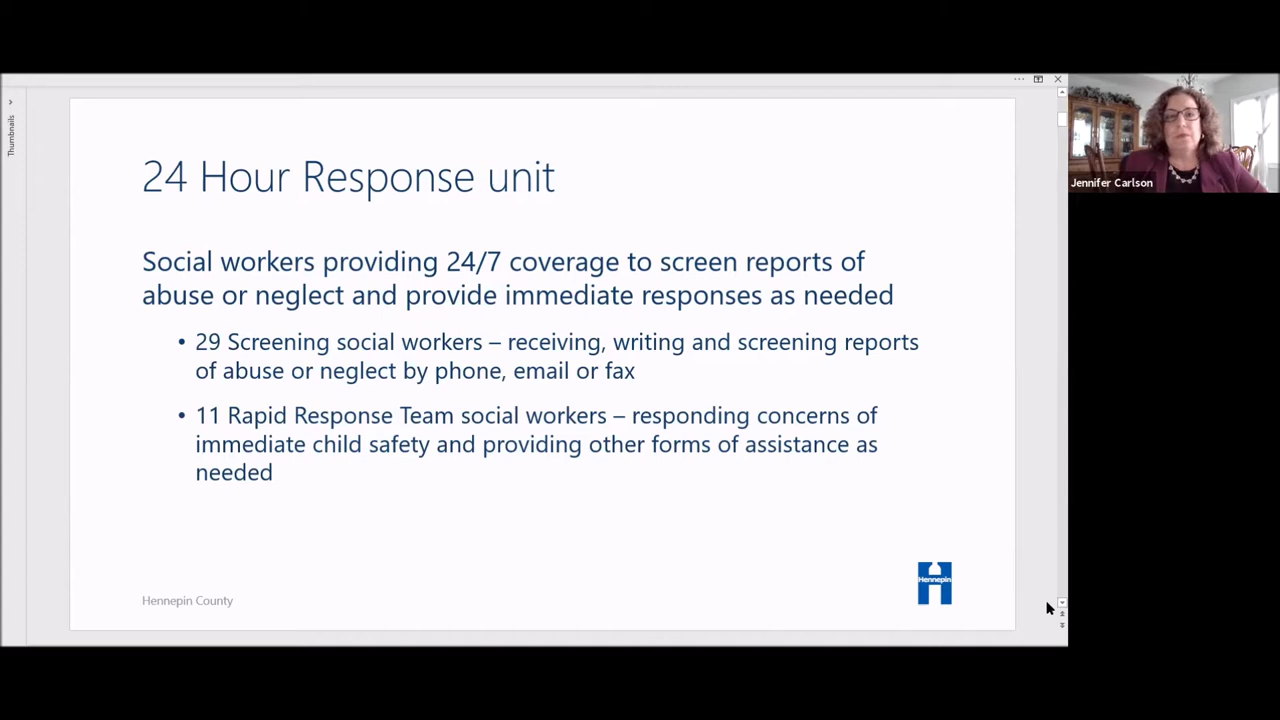 Thumbnails
24 Hour Response unit
Social workers providing 24/7 coverage to screen reports of
abuse or neglect and provide immediate responses as needed
• 29 Screening social workers – receiving, writing and screening reports
of abuse or neglect by phone, email or fax
• 11 Rapid Response Team social workers – responding concerns of
immediate child safety and providing other forms of assistance as
needed
Hennepin County
Hennepin
Jennifer Carlson